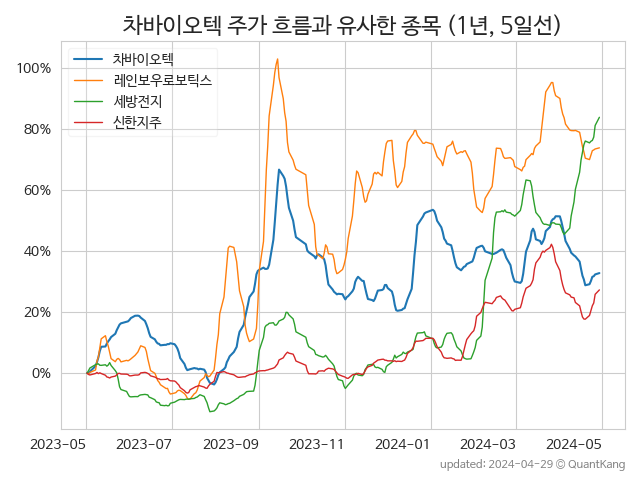 차바이오텍 주가 흐름과 유사한 종목 (1년, 5일선)
차바이오텍
레인보우로보틱스
세방전지
신한지주
100%
80%
60%
40%
20%
0%
2023-05 2023-07 2023-09 2023-11 2024-01 2024-03 2024-05
updated: 2024-04-29 © QuantKang